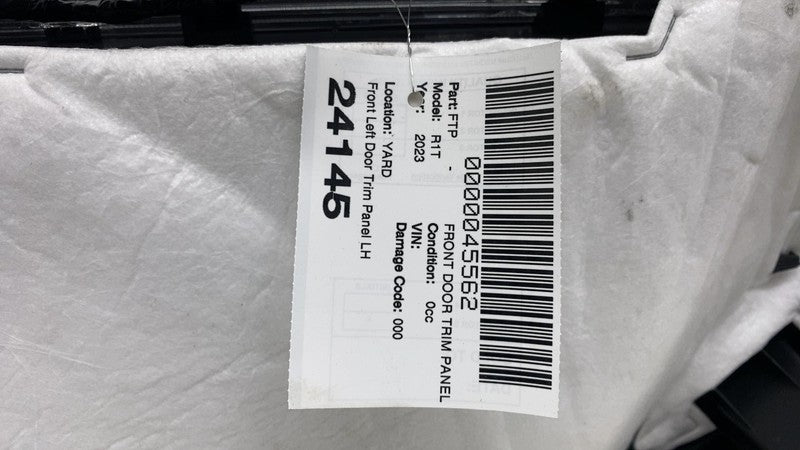 0000045562
Part: FTP - FRONT DOOR TRIM PANEL
Model: R1T Condition: 0cc
Year: 2023 VIN:
Location: YARD Damage Code: 000
Front Left Door Trim Panel LH
24145